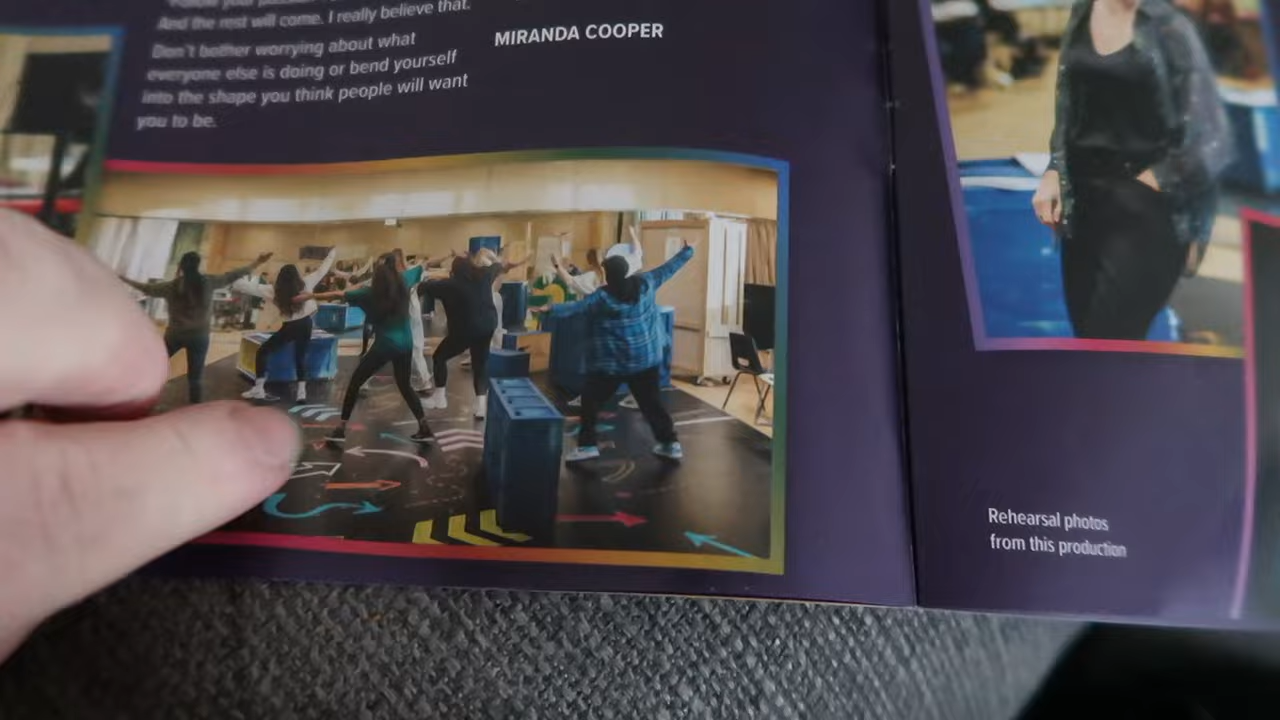 And the rest will come. I really believe that.
Don't bother worrying about what
everyone else is doing or bend yourself
into the shape you think people will want
you to be.
MIRANDA COOPER
Rehearsal photos
from this production